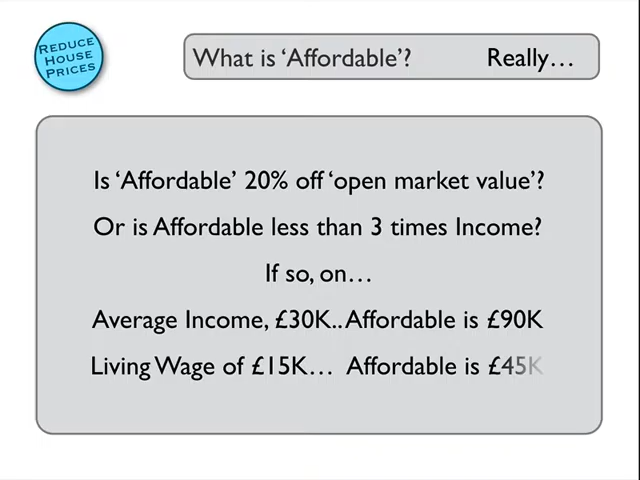 REDUCE
HOUSE
PRICES
What is ‘Affordable’? Really…
Is ‘Affordable’ 20% off ‘open market value’?
Or is Affordable less than 3 times Income?
If so, on…
Average Income, £30K.. Affordable is £90K
Living Wage of £15K… Affordable is £45K